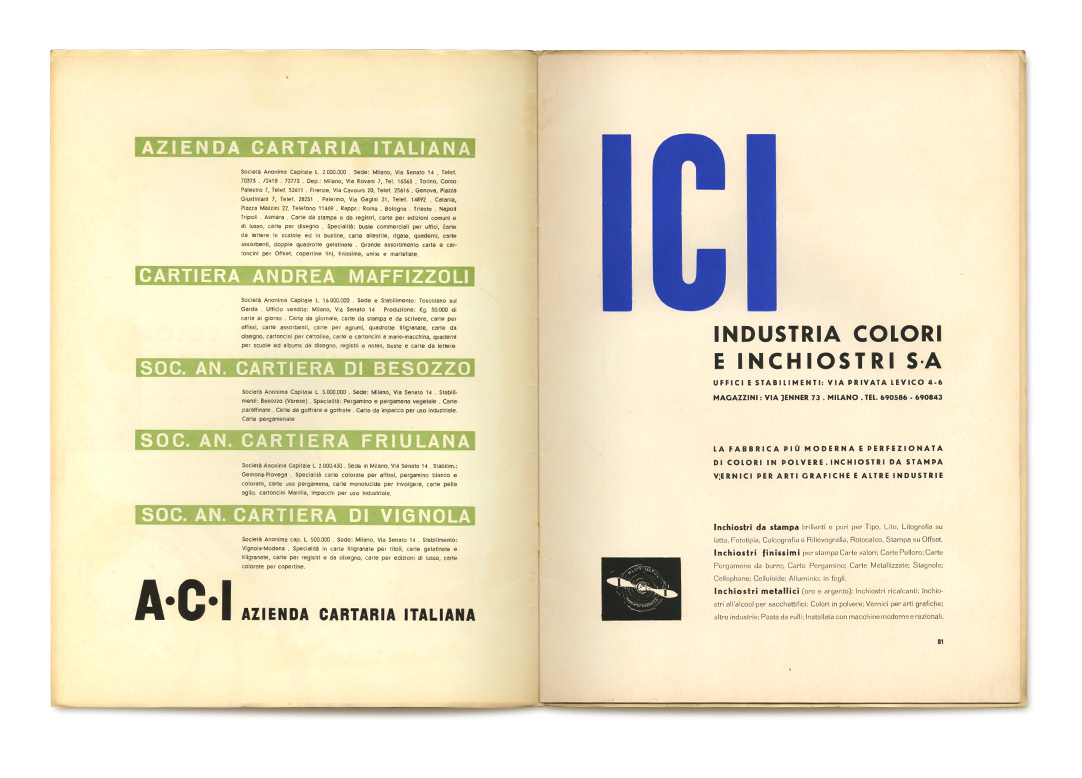 AZIENDA CARTARIA ITALIANA
Società Anonima Capitale L. 2.000.000 . Sede: Milano, Via Senato 14 , Telef.
70373 . 72418 . 70773 . Dep.: Milano, Via Rovani 7, Tel. 16565 . Torino, Corso
Palestro 7, Telef. 52611 . Firenze, Via Cavours 20, Telef. 25616 . Genova, Piazza
Giustiniani 7, Telef. 28251 . Palermo, Via Gagini 31, Telef. 14892 . Catania,
Piazza Mazzini 22, Telefono 11469 . Rappr.: Roma . Bologna . Trieste . Napoli
Tripoli . Asmara . Carte da stampa e da registri, carte per edizioni comuni e
di lusso, carte per disegno . Specialità: buste commerciali per uffici, carte
da lettere in scatole ed in bustine, carte allestite, rigate, quaderni, carte
assorbenti, doppie quadrotte gelatinate . Grande assortimento carte e car-
toncini per Offset, copertine fini, finissime, unite e martellate.
CARTIERA ANDREA MAFFIZZOLI
Società Anonima Capitale L. 16.000.000 . Sede e Stabilimento: Toscolano sul
Garda . Ufficio vendite: Milano, Via Senato 14 Produzione: Kg. 50.000 di
carta al giorno . Carta da giornale, carte da stampa e da scrivere, carte per
affissi, carte assorbenti, carte per agrumi, quadrotte filigranate, carte da
disegno, cartoncini per cartoline, carte e cartoncini a mano-macchina, quaderni
per scuole ed albums da disegno, registri e notes, buste e carte da lettere.
SOC. AN. CARTIERA DI BESOZZO
Società Anonima Capitale L. 5.000.000 . Sede: Milano, Via Senato 14 . Stabili-
menti: Besozzo (Varese) . Specialità: Pergamino e pergamena vegetale . Carte
paraffinate . Carte da goffrare e goffrate . Carte da impacco per uso industriale.
Carte pergamenate
SOC. AN. CARTIERA FRIULANA
Società Anonima Capitale L. 2.000.450 . Sede in Milano, Via Senato 14 . Stabilim.:
Gemona-Piovega . Specialità carte colorate per affissi, pergamino bianco e
colorato, carte uso pergamena, carte monolucida per involgere, carte pelle
aglio, cartoncini Manilla, impacchi per uso industriale.
SOC. AN. CARTIERA DI VIGNOLA
Società Anonima cap. L. 500.000 . Sede: Milano, Via Senato 14 . Stabilimento:
Vignola-Modena . Specialità in carte filigranate per titoli, carte gelatinate e
filigranate, carte per registri e da disegno, carte per edizioni di lusso, carte
colorate per copertine.
A·C·I AZIENDA CARTARIA ITALIANA
ICI
INDUSTRIA COLORI
E INCHIOSTRI S·A
UFFICI E STABILIMENTI: VIA PRIVATA LEVICO 4-6
MAGAZZINI: VIA JENNER 73 . MILANO . TEL. 690586 - 690843
LA FABBRICA PIÙ MODERNA E PERFEZIONATA
DI COLORI IN POLVERE . INCHIOSTRI DA STAMPA
VERNICI PER ARTI GRAFICHE E ALTRE INDUSTRIE
Inchiostri da stampa brillanti e puri per Tipo, Lito, Litografia su
latta, Fototipia, Calcografia e Rilievografia, Rotocalco, Stampa su Offset.
Inchiostri finissimi per stampa Carte valori; Carte Pelloro; Carte
Pergamene da burro; Carte Pergamino; Carte Metallizzate; Stagnolo;
Cellophane; Celluloide; Alluminio, in fogli.
Inchiostri metallici (oro e argento); Inchiostri ricalcanti; Inchio-
stri all'alcool per sacchettifici; Colori in polvere; Vernici per arti grafiche;
altre industrie; Pasta da rulli; Installata con macchine moderne e razionali.
81